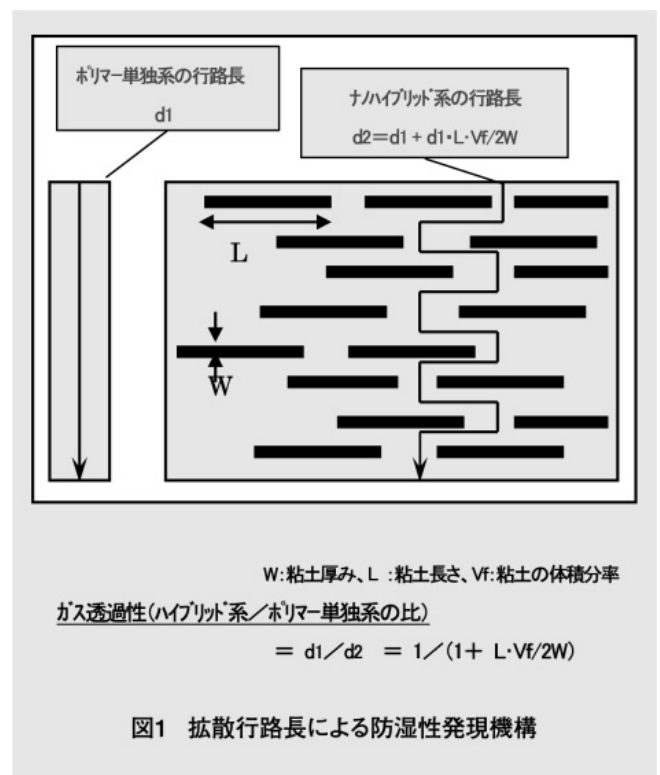 ポリマー単独系の行路長
d1
ナノハイブリッド系の行路長
d2＝d1 + d1・L・Vf/2W
L
W
W:粘土厚み、L :粘土長さ、Vf:粘土の体積分率
ガス透過性(ハイブリッド系／ポリマー単独系の比)
＝ d1／d2 ＝ 1／(1＋ L・Vf/2W)
図1 拡散行路長による防湿性発現機構